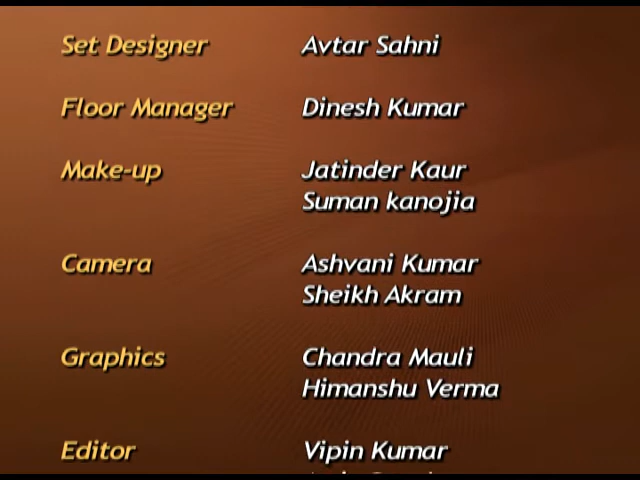 Set Designer Avtar Sahni
Floor Manager Dinesh Kumar
Make-up Jatinder Kaur
Suman kanojia
Camera Ashvani Kumar
Sheikh Akram
Graphics Chandra Mauli
Himanshu Verma
Editor Vipin Kumar